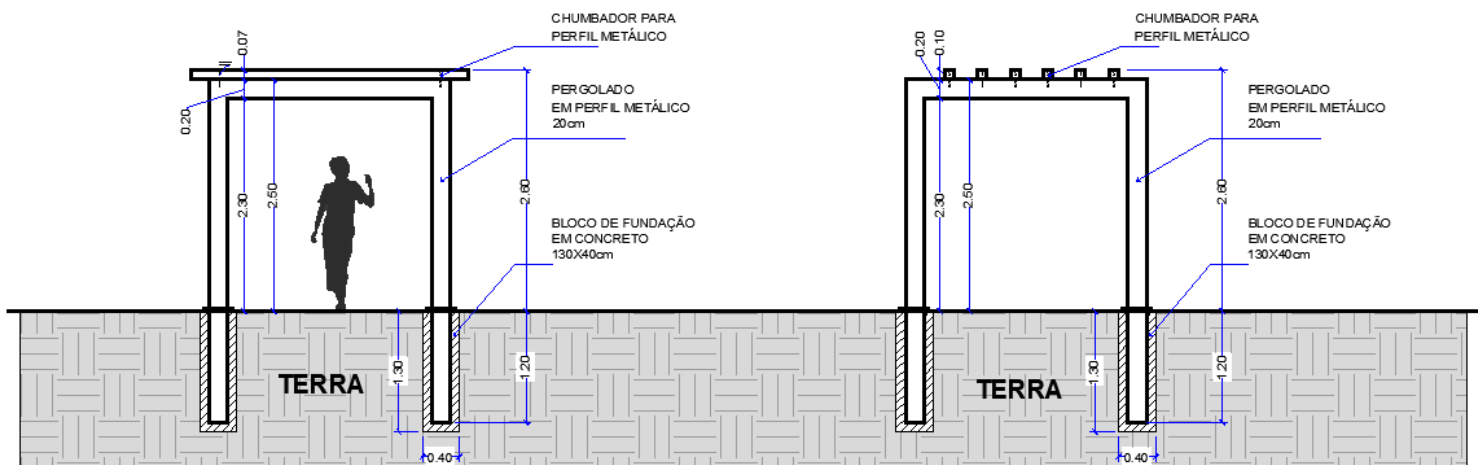 CHUMBADOR PARA
PERFIL METÁLICO
0.07
0.20
PERGOLADO
EM PERFIL METÁLICO
20cm
2.30
2.50
2.60
BLOCO DE FUNDAÇÃO
EM CONCRETO
130X40cm
TERRA
1.30
1.20
0.40
CHUMBADOR PARA
PERFIL METÁLICO
0.20
0.10
PERGOLADO
EM PERFIL METÁLICO
20cm
2.30
2.50
2.60
BLOCO DE FUNDAÇÃO
EM CONCRETO
130X40cm
TERRA
1.30
1.20
0.40